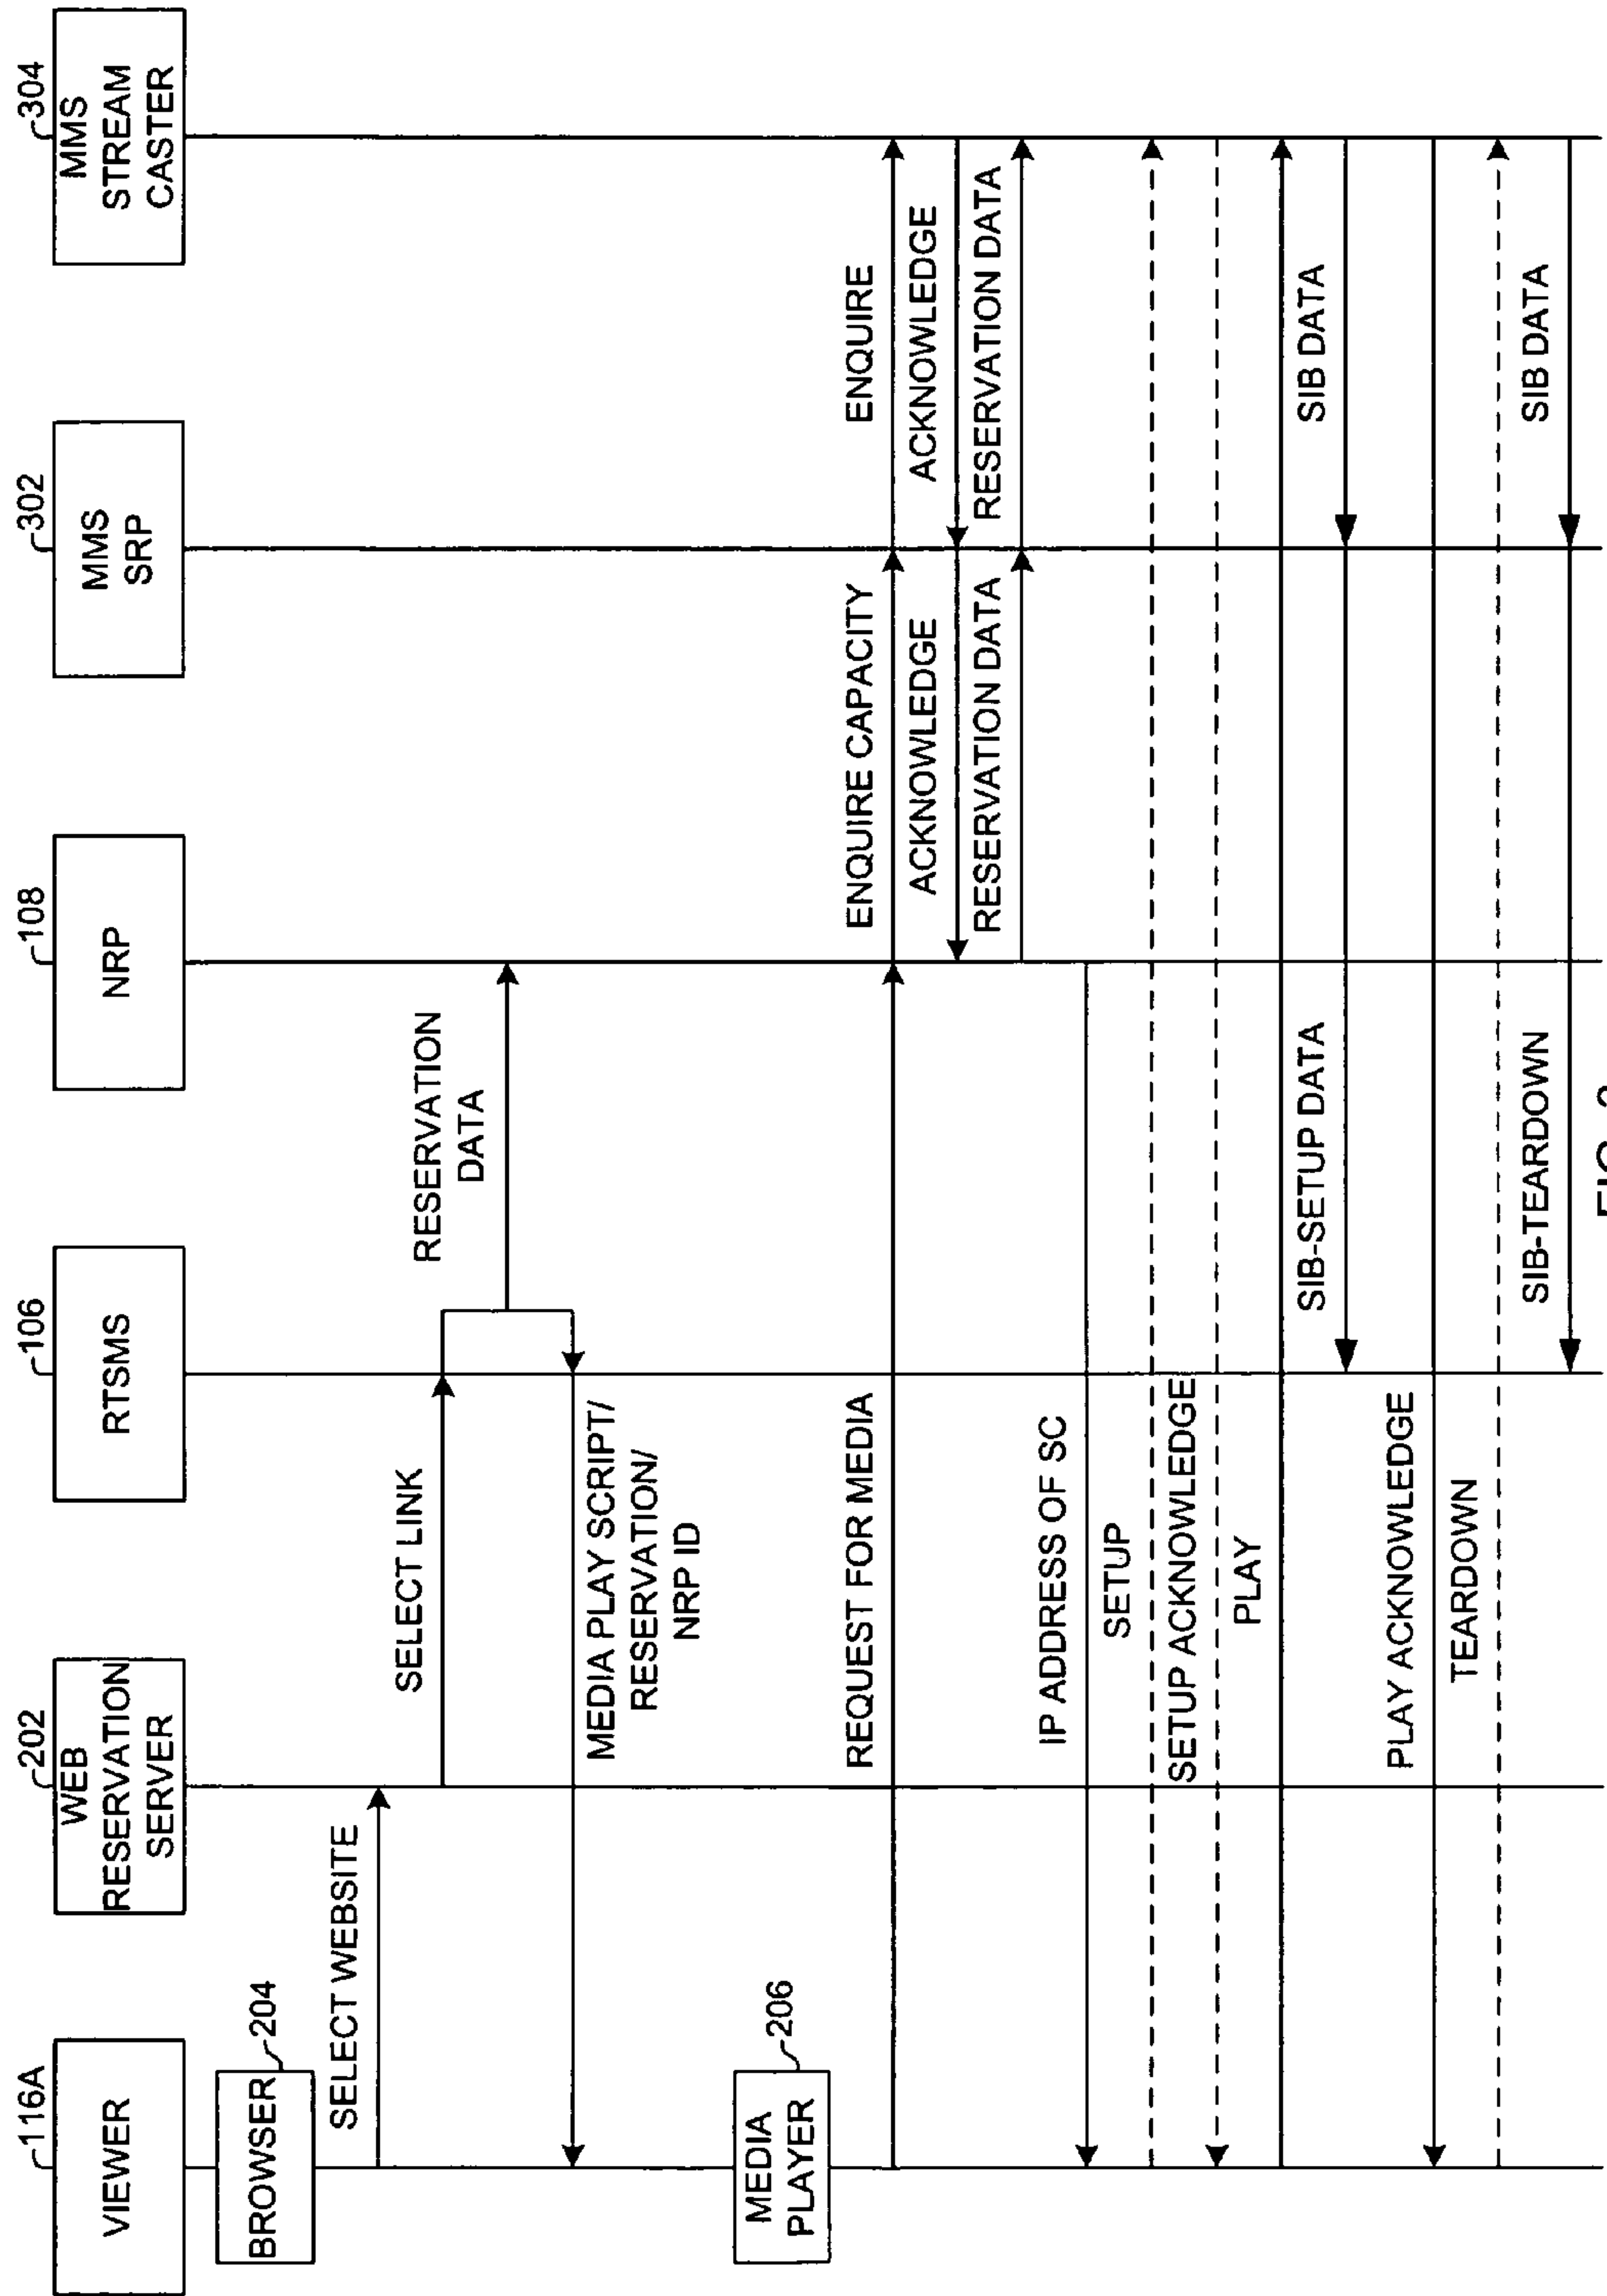 116A
VIEWER
202
WEB
RESERVATION
SERVER
106
RTSMS
108
NRP
302
MMS
SRP
304
MMS
STREAM
CASTER
BROWSER
204
SELECT WEBSITE
SELECT LINK
RESERVATION
DATA
MEDIA PLAY SCRIPT/
RESERVATION/
NRP ID
MEDIA
PLAYER
206
REQUEST FOR MEDIA
ENQUIRE CAPACITY
ENQUIRE
ACKNOWLEDGE
ACKNOWLEDGE
RESERVATION DATA
RESERVATION DATA
IP ADDRESS OF SC
SETUP
SETUP ACKNOWLEDGE
PLAY
SIB-SETUP DATA
SIB DATA
PLAY ACKNOWLEDGE
TEARDOWN
SIB-TEARDOWN
SIB DATA
FIG.